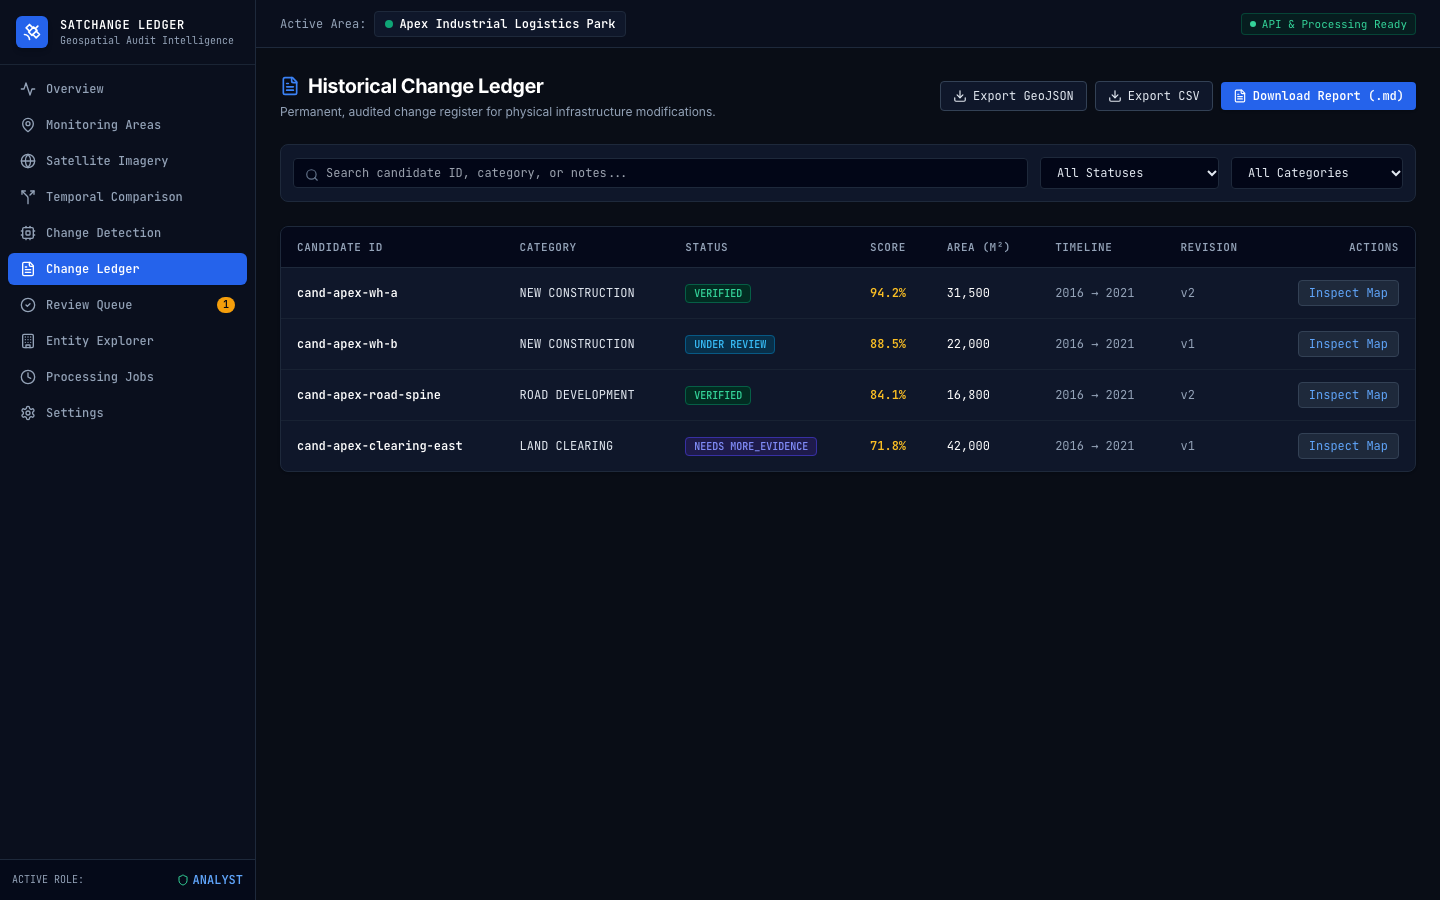 SATCHANGE LEDGER
Geospatial Audit Intelligence
Overview
Monitoring Areas
Satellite Imagery
Temporal Comparison
Change Detection
Change Ledger
Review Queue 1
Entity Explorer
Processing Jobs
Settings
ACTIVE ROLE: ANALYST
Active Area: Apex Industrial Logistics Park
API & Processing Ready
Historical Change Ledger
Permanent, audited change register for physical infrastructure modifications.
Export GeoJSON
Export CSV
Download Report (.md)
Search candidate ID, category, or notes...
All Statuses
All Categories
CANDIDATE ID CATEGORY STATUS SCORE AREA (M²) TIMELINE REVISION ACTIONS
cand-apex-wh-a NEW CONSTRUCTION VERIFIED 94.2% 31,500 2016 → 2021 v2 Inspect Map
cand-apex-wh-b NEW CONSTRUCTION UNDER REVIEW 88.5% 22,000 2016 → 2021 v1 Inspect Map
cand-apex-road-spine ROAD DEVELOPMENT VERIFIED 84.1% 16,800 2016 → 2021 v2 Inspect Map
cand-apex-clearing-east LAND CLEARING NEEDS MORE_EVIDENCE 71.8% 42,000 2016 → 2021 v1 Inspect Map